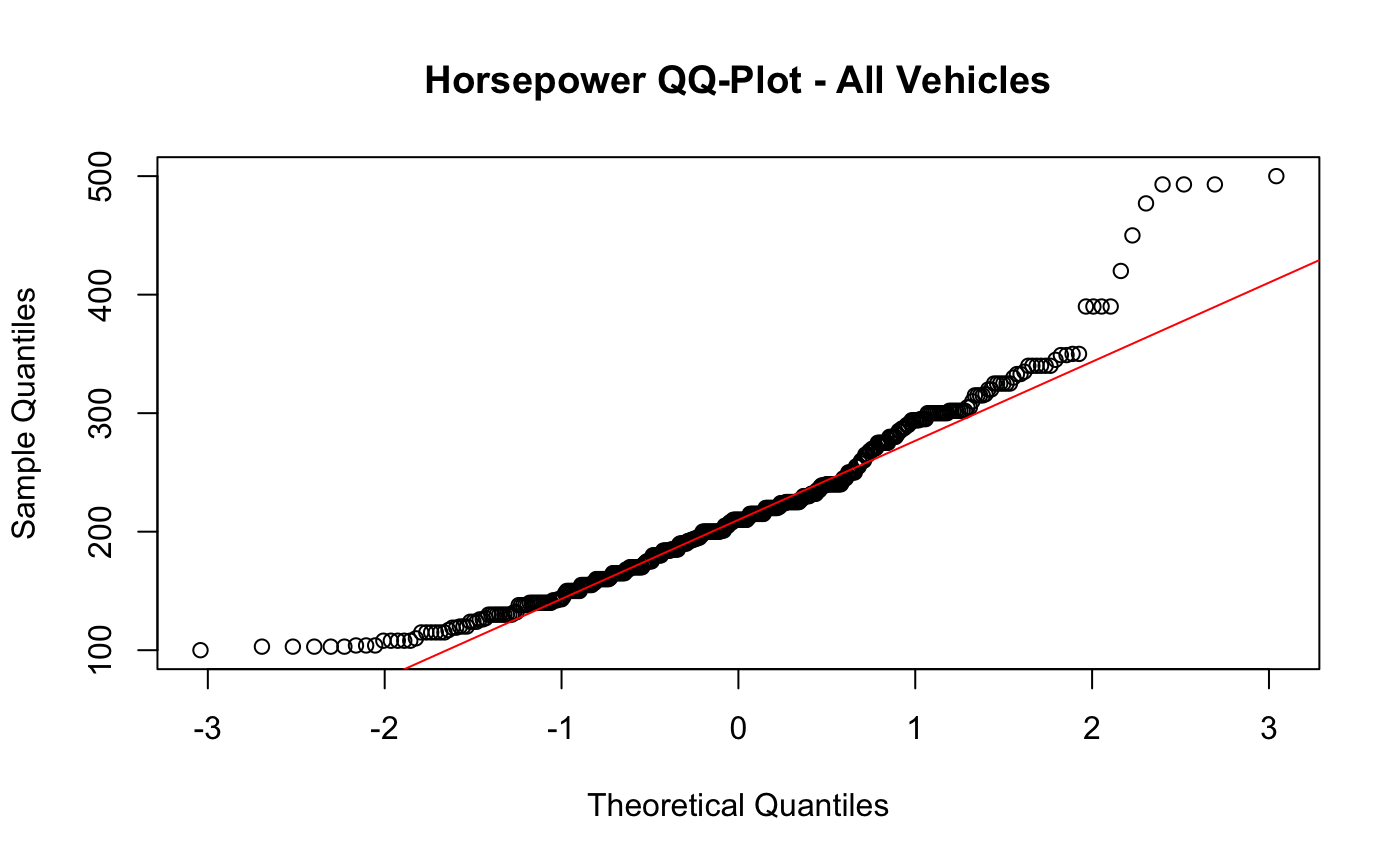 Horsepower QQ-Plot - All Vehicles
500
400
300
200
100
Sample Quantiles
-3 -2 -1 0 1 2 3
Theoretical Quantiles